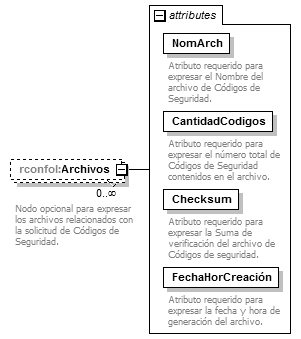 attributes
NomArch
Atributo requerido para
expresar el Nombre del
archivo de Códigos de
Seguridad.
CantidadCodigos
Atributo requerido para
expresar el número total de
Códigos de Seguridad
contenidos en el archivo.
rconfol:Archivos
0..∞
Nodo opcional para expresar
los archivos relacionados con
la solicitud de Códigos de
Seguridad.
Checksum
Atributo requerido para
expresar la Suma de
verificación del archivo de
Códigos de seguridad.
FechaHorCreación
Atributo requerido para
expresar la fecha y hora de
generación del archivo.